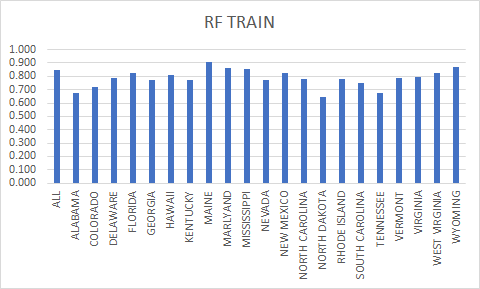 RF TRAIN
1.000
0.900
0.800
0.700
0.600
0.500
0.400
0.300
0.200
0.100
0.000
ALL
ALABAMA
COLORADO
DELAWARE
FLORIDA
GEORGIA
HAWAII
KENTUCKY
MAINE
MARLYAND
MISSISSIPPI
NEVADA
NEW MEXICO
NORTH CAROLINA
NORTH DAKOTA
RHODE ISLAND
SOUTH CAROLINA
TENNESSEE
VERMONT
VIRGINIA
WEST VIRGINIA
WYOMING